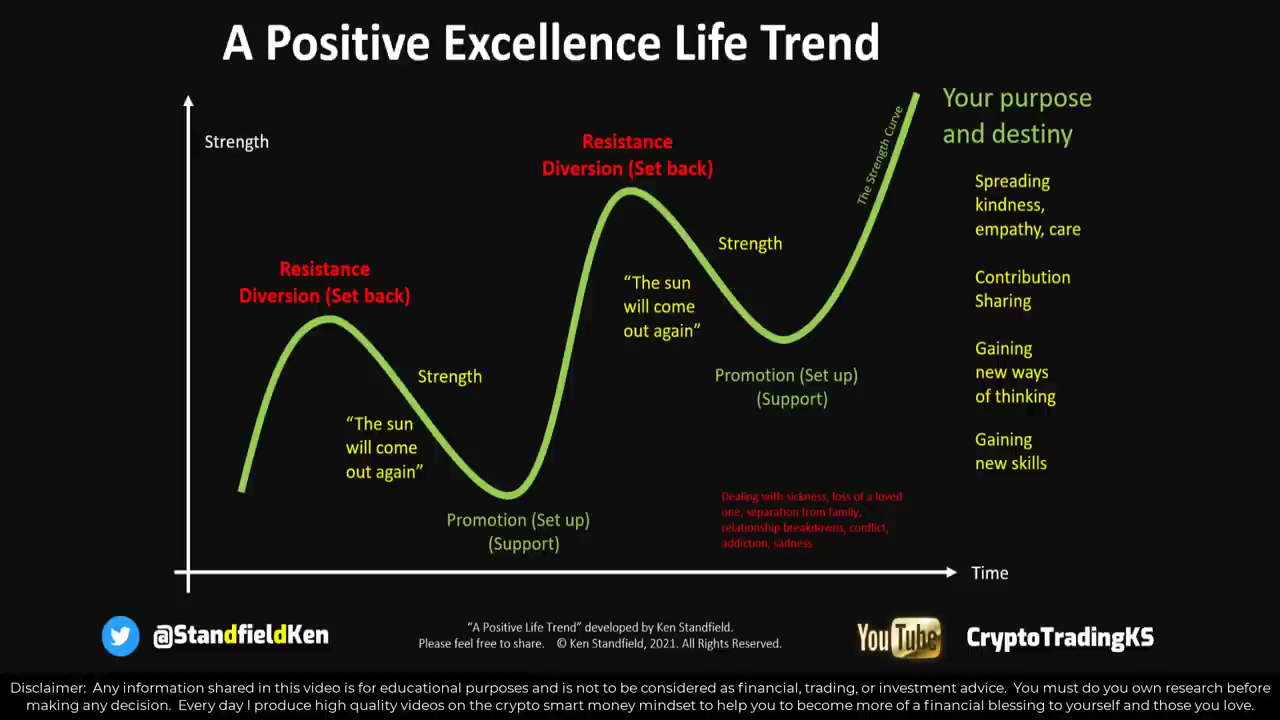 A Positive Excellence Life Trend
Strength
Resistance
Diversion (Set back)
Resistance
Diversion (Set back)
The Strength Curve
Your purpose
and destiny
Spreading
kindness,
empathy, care
Contribution
Sharing
Gaining
new ways
of thinking
Gaining
new skills
Strength
"The sun
will come
out again"
Strength
"The sun
will come
out again"
Promotion (Set up)
(Support)
Promotion (Set up)
(Support)
Dealing with sickness, loss of a loved
one, separation from family,
relationship breakdowns, conflict,
addiction, sadness
Time
@StandfieldKen
"A Positive Life Trend" developed by Ken Standfield.
Please feel free to share. © Ken Standfield, 2021. All Rights Reserved.
YouTube
CryptoTradingKS
Disclaimer: Any information shared in this video is for educational purposes and is not to be considered as financial, trading, or investment advice. You must do you own research before
making any decision. Every day I produce high quality videos on the crypto smart money mindset to help you to become more of a financial blessing to yourself and those you love.